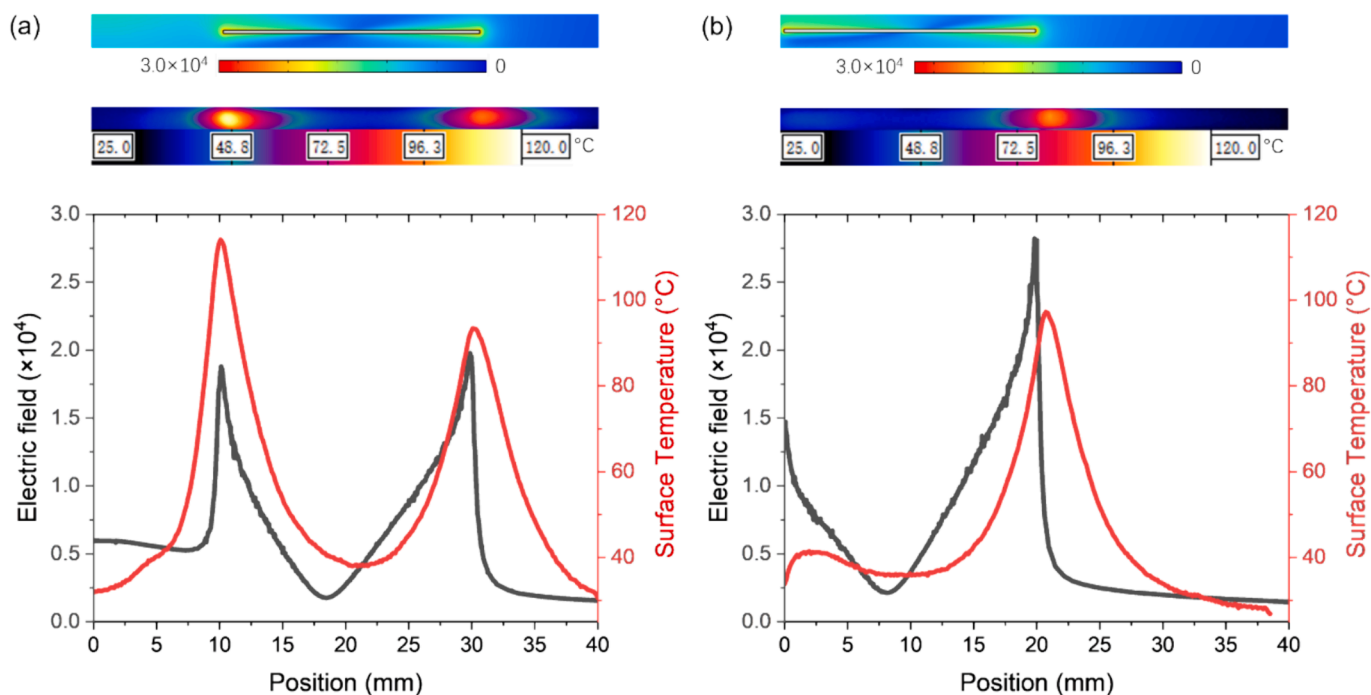 (a)
3.0×10⁴ 0
25.0 48.8 72.5 96.3 120.0 °C
3.0
2.5
2.0
1.5
1.0
0.5
0.0
Electric field (×10⁴)
0 5 10 15 20 25 30 35 40
Position (mm)
120
100
80
60
40
Surface Temperature (°C)
(b)
3.0×10⁴ 0
25.0 48.8 72.5 96.3 120.0 °C
3.0
2.5
2.0
1.5
1.0
0.5
0.0
Electric field (×10⁴)
0 5 10 15 20 25 30 35 40
Position (mm)
120
100
80
60
40
Surface Temperature (°C)